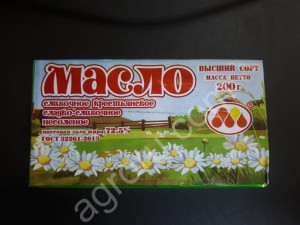 Масло
ВЫСШИЙ СОРТ
МАССА НЕТТО
200 г.
сливочное крестьянское
сладко-сливочное
несоленое
массовая доля жира 72.5%
ГОСТ 32261-2013